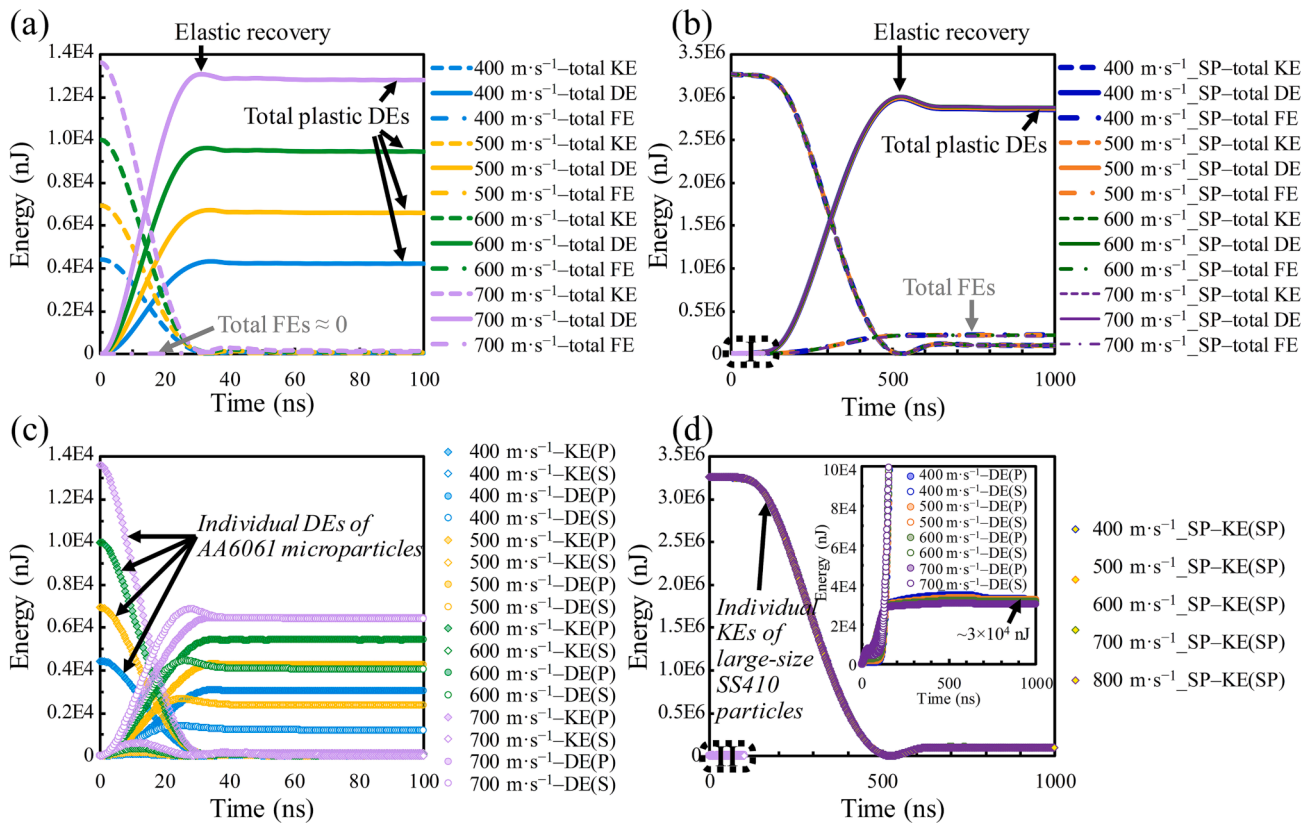 (a)
Elastic recovery
1.4E4
1.2E4
1.0E4
0.8E4
0.6E4
0.4E4
0.2E4
0
Energy (nJ)
Total plastic DEs
Total FEs ≈ 0
0 20 40 60 80 100
Time (ns)
400 m·s⁻¹–total KE
400 m·s⁻¹–total DE
400 m·s⁻¹–total FE
500 m·s⁻¹–total KE
500 m·s⁻¹–total DE
500 m·s⁻¹–total FE
600 m·s⁻¹–total KE
600 m·s⁻¹–total DE
600 m·s⁻¹–total FE
700 m·s⁻¹–total KE
700 m·s⁻¹–total DE
700 m·s⁻¹–total FE
(b)
Elastic recovery
3.5E6
3.0E6
2.5E6
2.0E6
1.5E6
1.0E6
0.5E6
0
Energy (nJ)
Total plastic DEs
Total FEs
0 500 1000
Time (ns)
400 m·s⁻¹_SP–total KE
400 m·s⁻¹_SP–total DE
400 m·s⁻¹_SP–total FE
500 m·s⁻¹_SP–total KE
500 m·s⁻¹_SP–total DE
500 m·s⁻¹_SP–total FE
600 m·s⁻¹_SP–total KE
600 m·s⁻¹_SP–total DE
600 m·s⁻¹_SP–total FE
700 m·s⁻¹_SP–total KE
700 m·s⁻¹_SP–total DE
700 m·s⁻¹_SP–total FE
(c)
1.4E4
1.2E4
1.0E4
0.8E4
0.6E4
0.4E4
0.2E4
0
Energy (nJ)
Individual DEs of
AA6061 microparticles
0 20 40 60 80 100
Time (ns)
400 m·s⁻¹–KE(P)
400 m·s⁻¹–KE(S)
400 m·s⁻¹–DE(P)
400 m·s⁻¹–DE(S)
500 m·s⁻¹–KE(P)
500 m·s⁻¹–KE(S)
500 m·s⁻¹–DE(P)
500 m·s⁻¹–DE(S)
600 m·s⁻¹–KE(P)
600 m·s⁻¹–KE(S)
600 m·s⁻¹–DE(P)
600 m·s⁻¹–DE(S)
700 m·s⁻¹–KE(P)
700 m·s⁻¹–KE(S)
700 m·s⁻¹–DE(P)
700 m·s⁻¹–DE(S)
(d)
3.5E6
3.0E6
2.5E6
2.0E6
1.5E6
1.0E6
0.5E6
0
Energy (nJ)
Individual
KEs of
large-size
SS410
particles
0 500 1000
Time (ns)
10E4
8E4
6E4
4E4
2E4
0
Energy (nJ)
400 m·s⁻¹–DE(P)
400 m·s⁻¹–DE(S)
500 m·s⁻¹–DE(P)
500 m·s⁻¹–DE(S)
600 m·s⁻¹–DE(P)
600 m·s⁻¹–DE(S)
700 m·s⁻¹–DE(P)
700 m·s⁻¹–DE(S)
~3×10⁴ nJ
0 500 1000
Time (ns)
400 m·s⁻¹_SP–KE(SP)
500 m·s⁻¹_SP–KE(SP)
600 m·s⁻¹_SP–KE(SP)
700 m·s⁻¹_SP–KE(SP)
800 m·s⁻¹_SP–KE(SP)